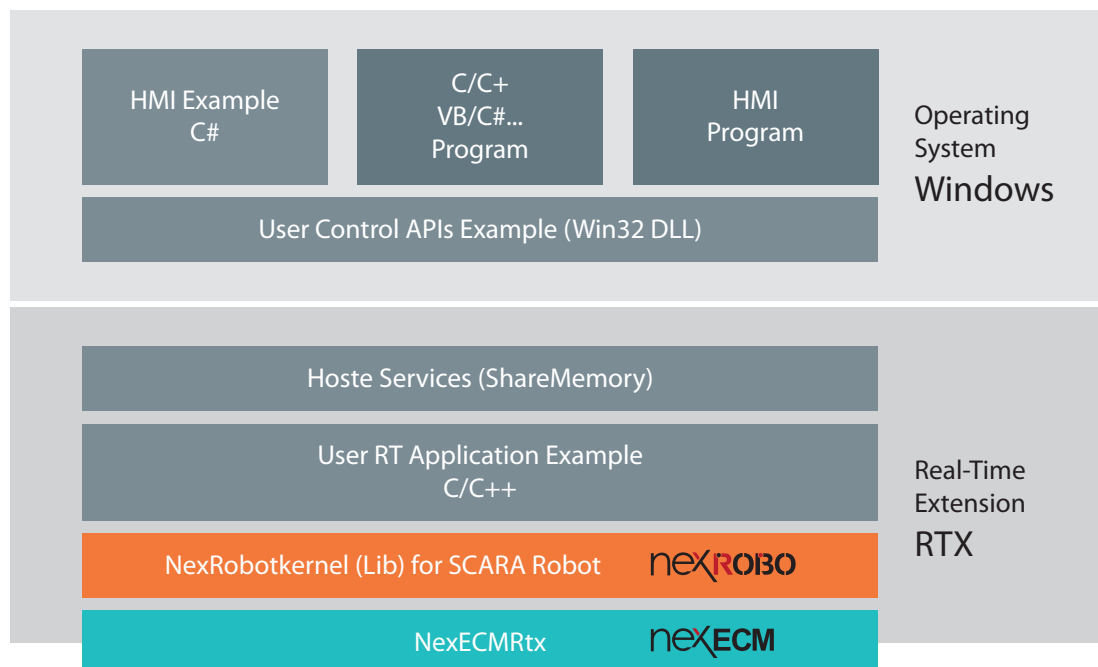 HMI Example
C#
C/C+
VB/C#...
Program
HMI
Program
Operating
System
Windows
User Control APIs Example (Win32 DLL)
Hoste Services (ShareMemory)
User RT Application Example
C/C++
Real-Time
Extension
RTX
NexRobotkernel (Lib) for SCARA Robot
neXROBO
NexECMRtx
neXECM